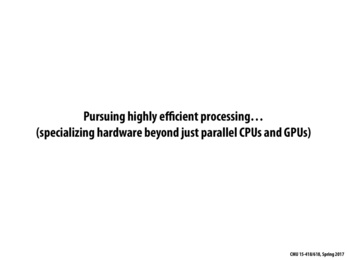 Pursuing highly efficient processing…
(specializing hardware beyond just parallel CPUs and GPUs)
CMU 15-418/618, Spring 2017